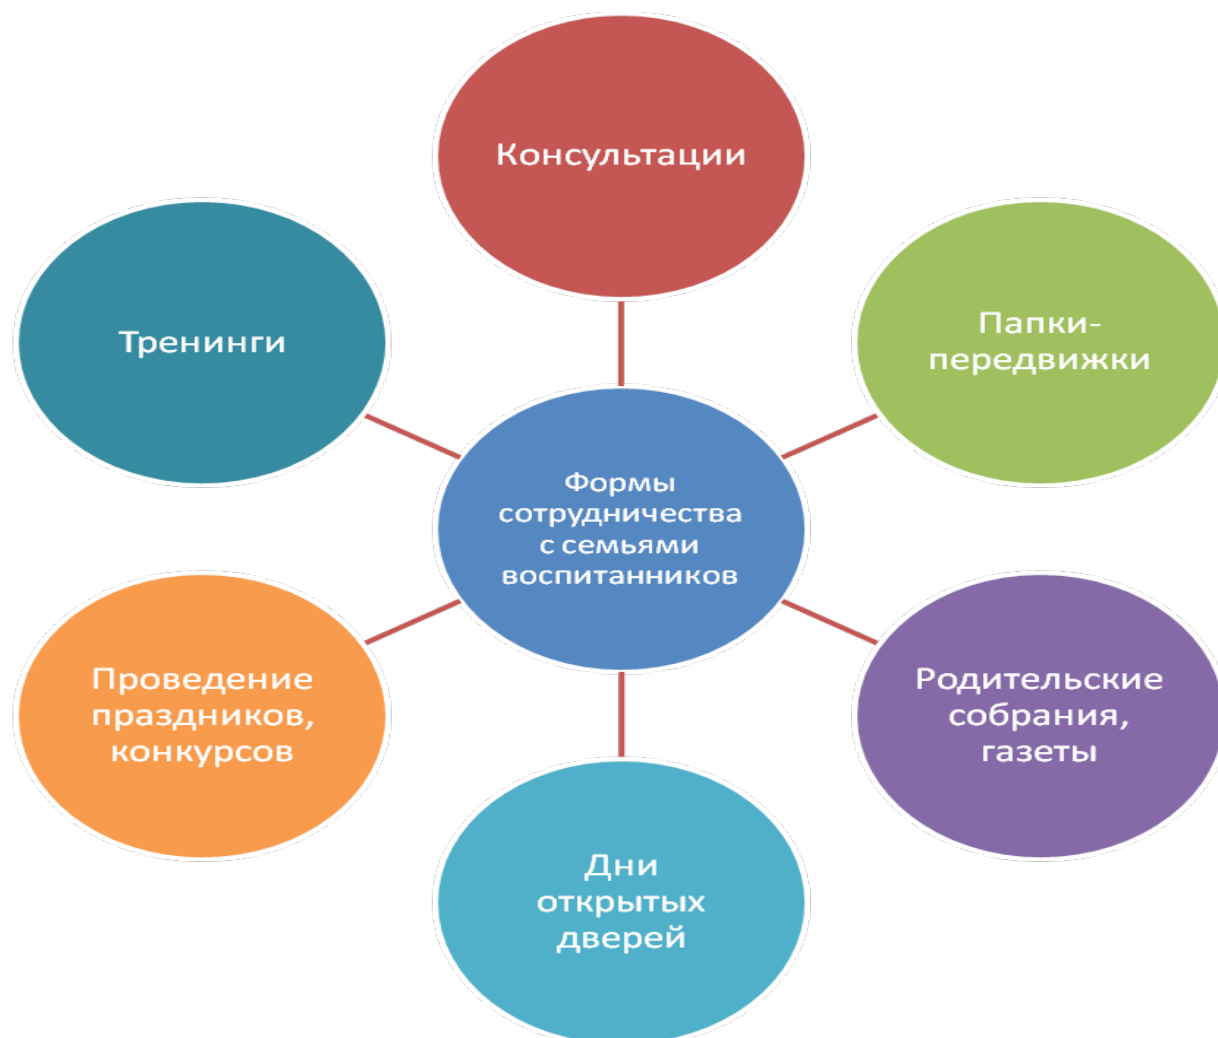 Консультации
Тренинги
Папки-
передвижки
Формы
сотрудничества
с семьями
воспитанников
Проведение
праздников,
конкурсов
Родительские
собрания,
газеты
Дни
открытых
дверей